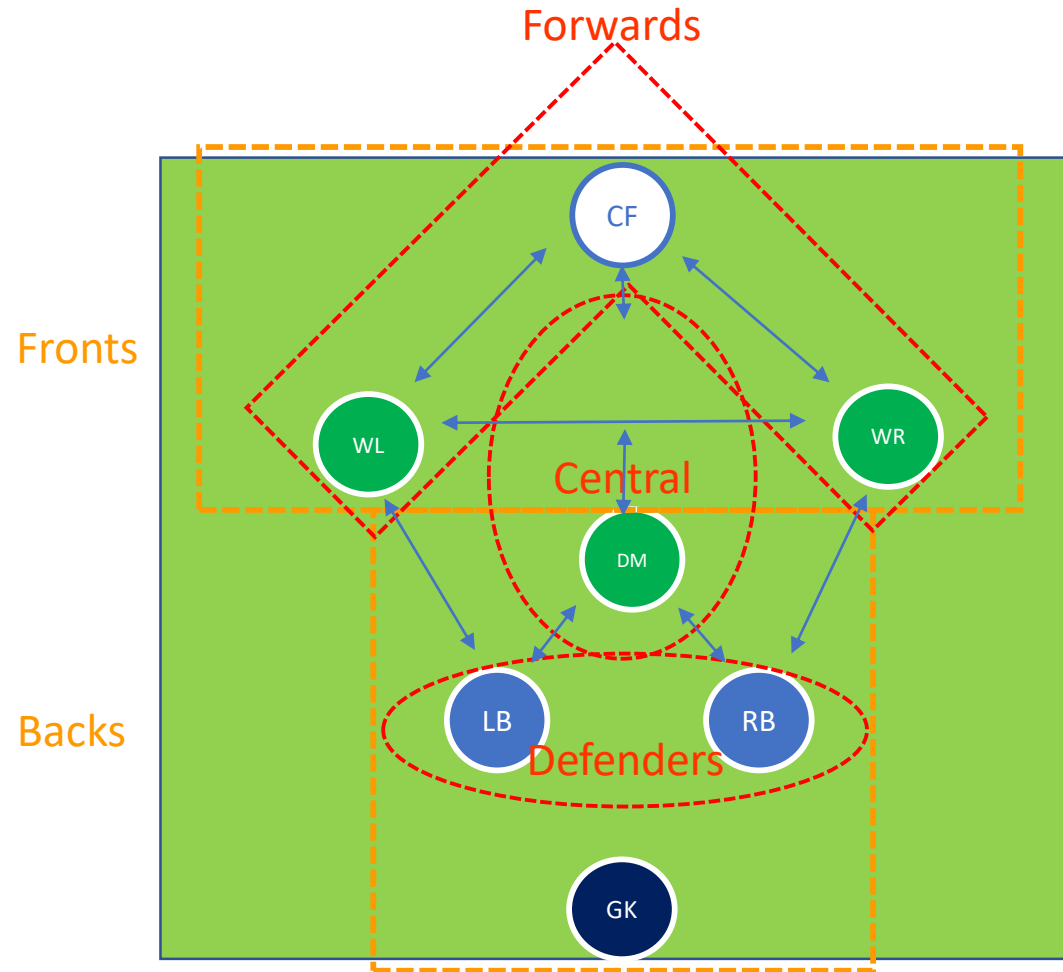 Forwards
CF
Fronts
WL
WR
Central
DM
LB
RB
Backs
Defenders
GK